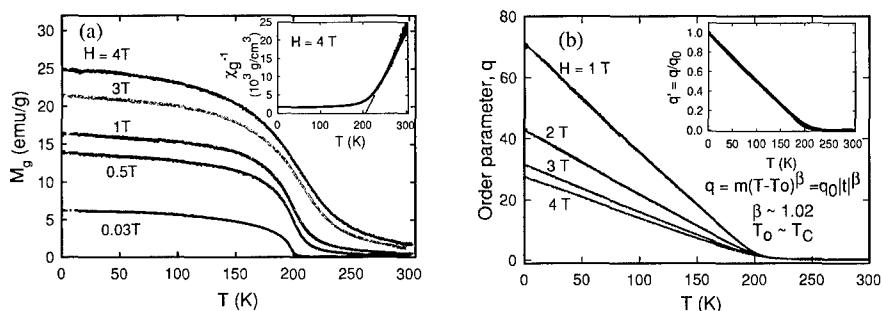 (a)
H = 4T
3T
1T
0.5T
0.03T
M_g (emu/g)
30
25
20
15
10
5
0
0 50 100 150 200 250 300
T (K)
H = 4 T
χ_g^-1
(10^3 g/cm^3)
25
20
15
10
5
0
0 100 200 300
T (K)
(b)
H = 1 T
2 T
3 T
4 T
Order parameter, q
80
60
40
20
0
0 50 100 150 200 250 300
T (K)
q' = q/q_0
1.0
0.8
0.6
0.4
0.2
0.0
0 50 100 150 200 250 300
T (K)
q = m(T-To)^β =q_0|t|^β
β ~ 1.02
T_o ~ T_C